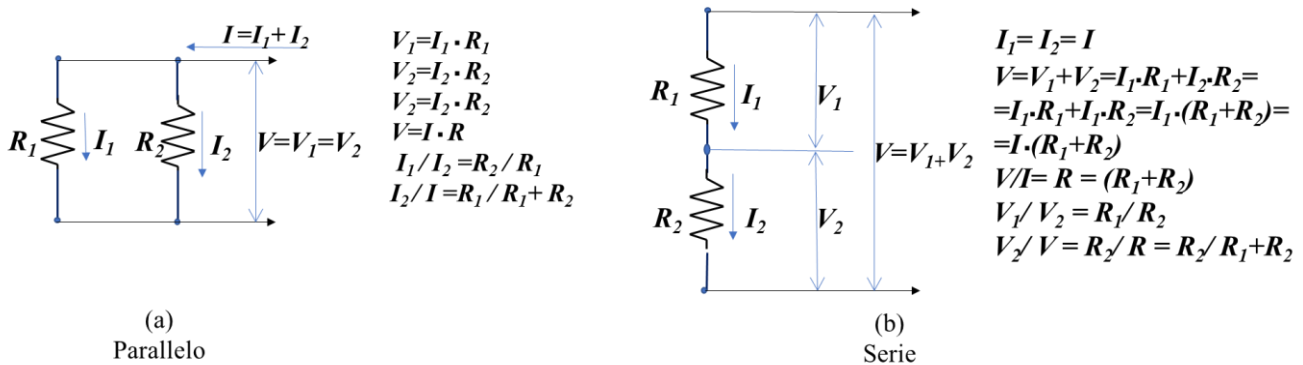 I=I₁+I₂
R₁
I₁
R₂
I₂
V=V₁=V₂
V₁=I₁·R₁
V₂=I₂·R₂
V₂=I₂·R₂
V=I·R
I₁/I₂=R₂/R₁
I₂/I=R₁/R₁+R₂
(a)
Parallelo
R₁
I₁
V₁
V=V₁₊V₂
R₂
I₂
V₂
I₁= I₂= I
V=V₁+V₂=I₁·R₁+I₂·R₂=
=I₁·R₁+I₁·R₂=I₁·(R₁+R₂)=
=I·(R₁+R₂)
V/I= R = (R₁+R₂)
V₁/ V₂ = R₁/R₂
V₂/ V = R₂/R = R₂/R₁+R₂
(b)
Serie